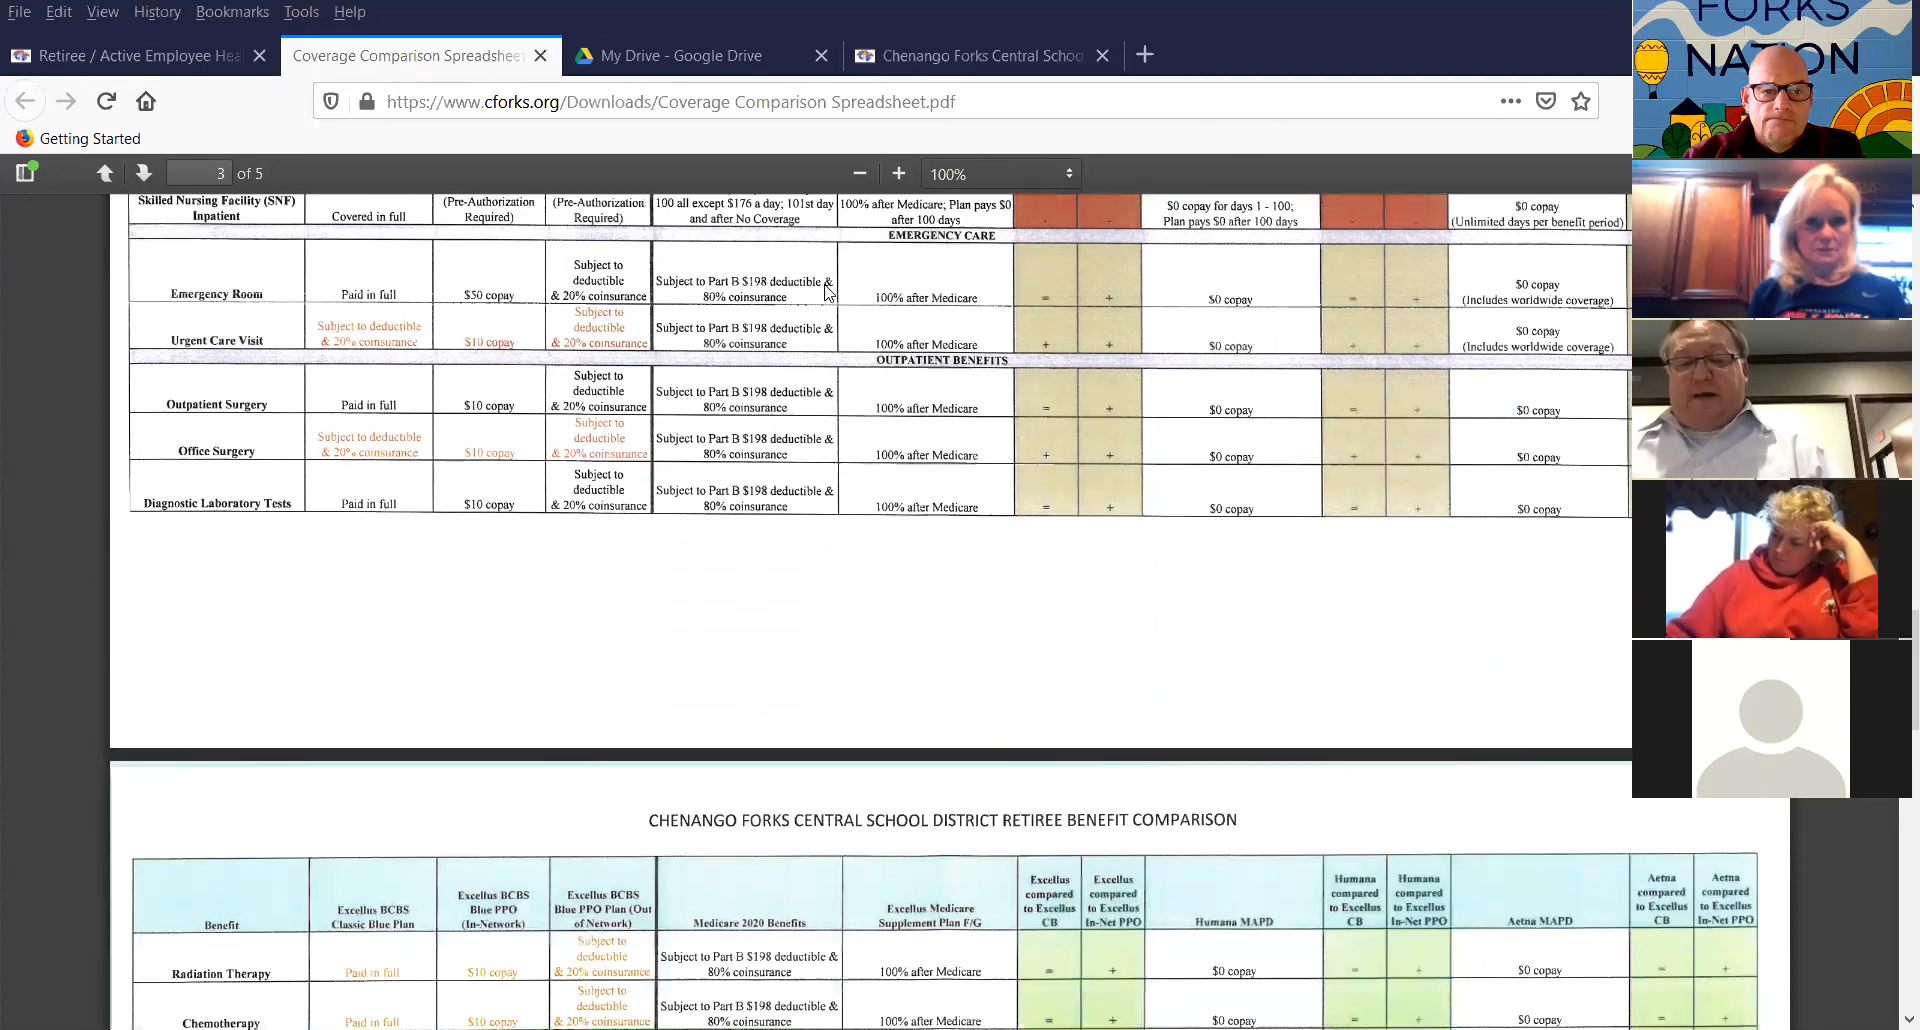 File Edit View History Bookmarks Tools Help
Retiree / Active Employee Hea
Coverage Comparison Spreadsheet
My Drive - Google Drive
Chenango Forks Central Schoo
https://www.cforks.org/Downloads/Coverage Comparison Spreadsheet.pdf
Getting Started
3 of 5
100%
FORKS
NATION
Skilled Nursing Facility (SNF) Inpatient
Covered in full
(Pre-Authorization Required)
(Pre-Authorization Required)
100 all except $176 a day; 101st day and after No Coverage
100% after Medicare; Plan pays $0 after 100 days
- -
$0 copay for days 1 - 100; Plan pays $0 after 100 days
- -
$0 copay (Unlimited days per benefit period)
EMERGENCY CARE
Emergency Room
Paid in full
$50 copay
Subject to deductible & 20% coinsurance
Subject to Part B $198 deductible & 80% coinsurance
100% after Medicare
= +
$0 copay
= +
$0 copay (Includes worldwide coverage)
Urgent Care Visit
Subject to deductible & 20% coinsurance
$10 copay
Subject to deductible & 20% coinsurance
Subject to Part B $198 deductible & 80% coinsurance
100% after Medicare
+ +
$0 copay
+ +
$0 copay (Includes worldwide coverage)
OUTPATIENT BENEFITS
Outpatient Surgery
Paid in full
$10 copay
Subject to deductible & 20% coinsurance
Subject to Part B $198 deductible & 80% coinsurance
100% after Medicare
= +
$0 copay
= +
$0 copay
Office Surgery
Subject to deductible & 20% coinsurance
$10 copay
Subject to deductible & 20% coinsurance
Subject to Part B $198 deductible & 80% coinsurance
100% after Medicare
+ +
$0 copay
+ +
$0 copay
Diagnostic Laboratory Tests
Paid in full
$10 copay
Subject to deductible & 20% coinsurance
Subject to Part B $198 deductible & 80% coinsurance
100% after Medicare
= +
$0 copay
= +
$0 copay
CHENANGO FORKS CENTRAL SCHOOL DISTRICT RETIREE BENEFIT COMPARISON
Benefit
Excellus BCBS Classic Blue Plan
Excellus BCBS Blue PPO (In-Network)
Excellus BCBS Blue PPO Plan (Out of Network)
Medicare 2020 Benefits
Excellus Medicare Supplement Plan F/G
Excellus compared to Excellus CB
Excellus compared to Excellus In-Net PPO
Humana MAPD
Humana compared to Excellus CB
Humana compared to Excellus In-Net PPO
Aetna MAPD
Aetna compared to Excellus CB
Aetna compared to Excellus In-Net PPO
Radiation Therapy
Paid in full
$10 copay
Subject to deductible & 20% coinsurance
Subject to Part B $198 deductible & 80% coinsurance
100% after Medicare
= +
$0 copay
= +
$0 copay
= +
Chemotherapy
Paid in full
$10 copay
Subject to deductible & 20% coinsurance
Subject to Part B $198 deductible & 80% coinsurance
100% after Medicare
= +
$0 copay
= +
$0 copay
= +